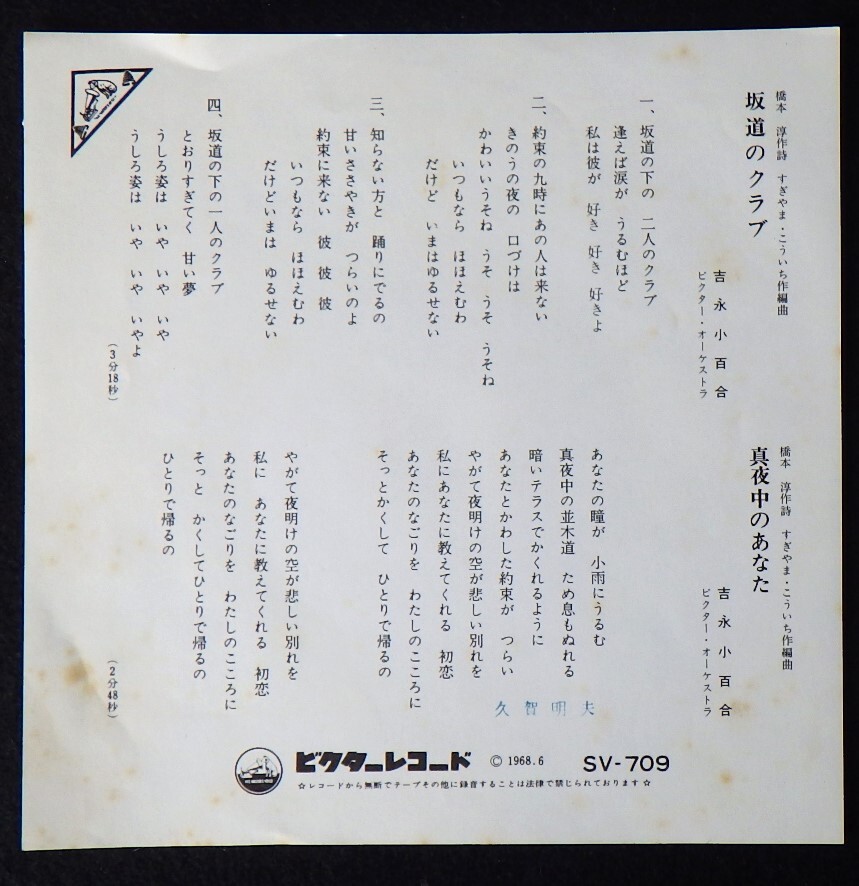 坂道のクラブ
橋本 淳作詩 すぎやま・こういち作編曲
吉永小百合
ビクター・オーケストラ
一、坂道の下の 二人のクラブ
逢えば涙が うるむほど
私は彼が 好き 好き 好きよ
二、約束の九時にあの人は来ない
きのうの夜の 口づけは
かわいいうそね うそ うそ うそね
いつもなら ほほえむわ
だけど いまはゆるせない
三、知らない方と 踊りにでるの
甘いささやきが つらいのよ
約束に来ない 彼 彼 彼
いつもなら ほほえむわ
だけどいまは ゆるせない
四、坂道の下の一人のクラブ
とおりすぎてく 甘い夢
うしろ姿は いや いや いや
うしろ姿は いや いや いやよ
(3分18秒)
真夜中のあなた
橋本 淳作詩 すぎやま・こういち作編曲
吉永小百合
ビクター・オーケストラ
あなたの瞳が 小雨にうるむ
真夜中の並木道 ため息もぬれる
暗いテラスでかくれるように
あなたとかわした約束が つらい
やがて夜明けの空が悲しい別れを
私にあなたに教えてくれる 初恋
あなたのなごりを わたしのこころに
そっとかくして ひとりで帰るの
やがて夜明けの空が悲しい別れを
私に あなたに教えてくれる 初恋
あなたのなごりを わたしのこころに
そっと かくしてひとりで帰るの
ひとりで帰るの
(2分48秒)
久賀明夫
ビクターレコード © 1968.6 SV-709
☆レコードから無断でテープその他に録音することは法律で禁じられております☆